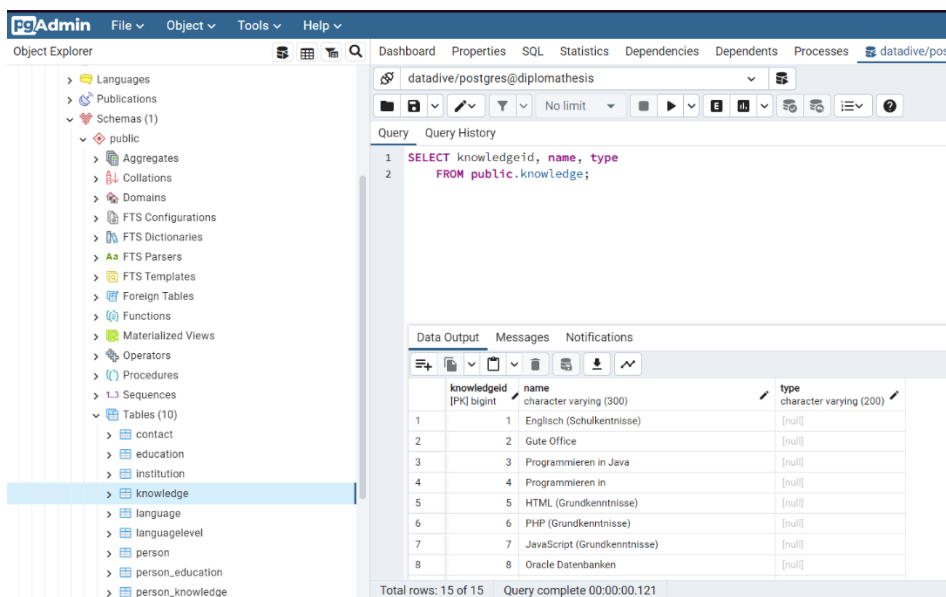 pgAdmin File Object Tools Help
Object Explorer
Dashboard Properties SQL Statistics Dependencies Dependents Processes datadive/pos
Languages
Publications
Schemas (1)
public
Aggregates
Collations
Domains
FTS Configurations
FTS Dictionaries
Aa FTS Parsers
FTS Templates
Foreign Tables
Functions
Materialized Views
Operators
Procedures
1..3 Sequences
Tables (10)
contact
education
institution
knowledge
language
languagelevel
person
person_education
person_knowledge
datadive/postgres@diplomathesis
No limit
E
Query Query History
1 SELECT knowledgeid, name, type
2 FROM public.knowledge;
Data Output Messages Notifications
knowledgeid name type
[PK] bigint character varying (300) character varying (200)
1 1 Englisch (Schulkentnisse) [null]
2 2 Gute Office [null]
3 3 Programmieren in Java [null]
4 4 Programmieren in [null]
5 5 HTML (Grundkenntnisse) [null]
6 6 PHP (Grundkenntnisse) [null]
7 7 JavaScript (Grundkenntnisse) [null]
8 8 Oracle Datenbanken [null]
Total rows: 15 of 15 Query complete 00:00:00.121